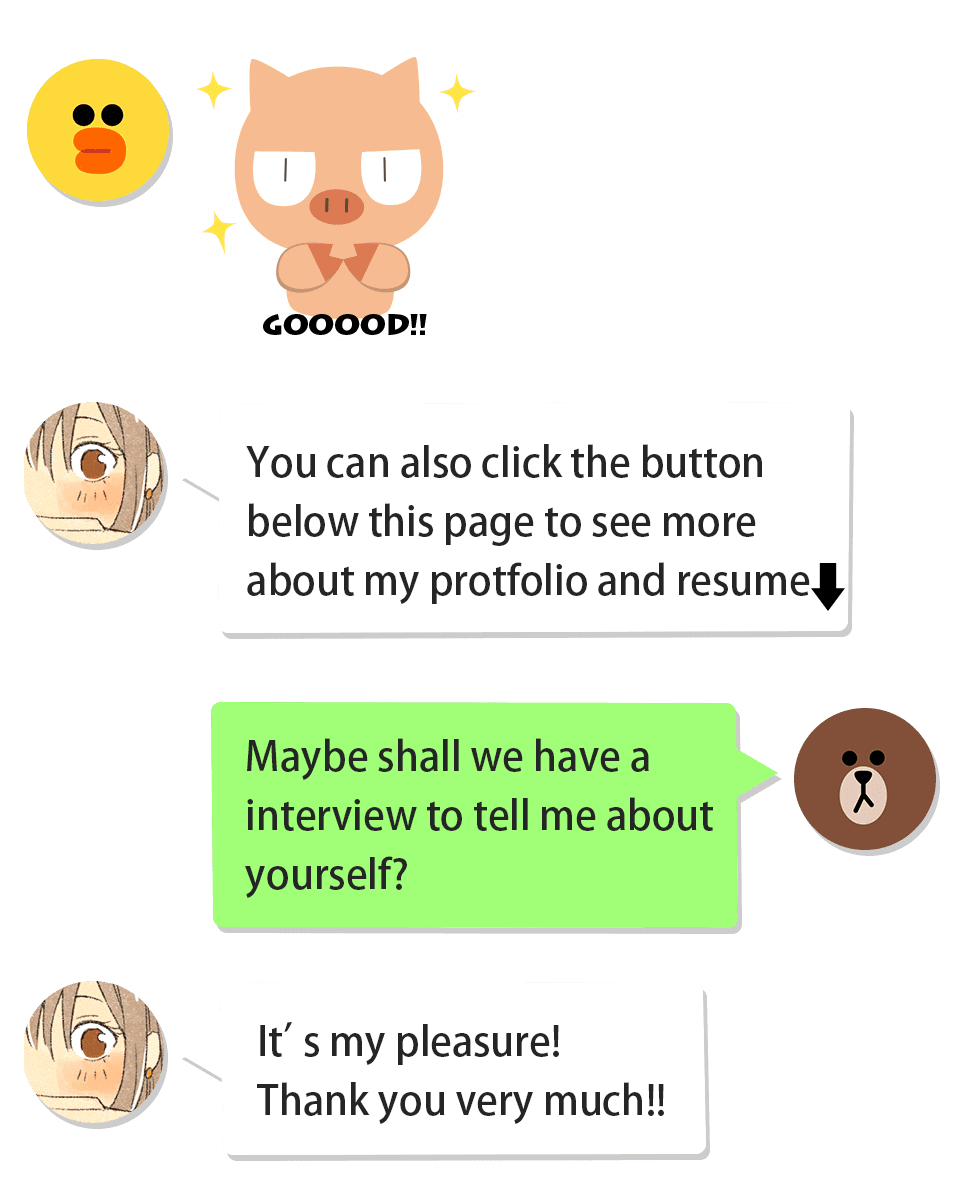 GOOOOD!!
You can also click the button
below this page to see more
about my protfolio and resume
Maybe shall we have a
interview to tell me about
yourself?
It′s my pleasure!
Thank you very much!!